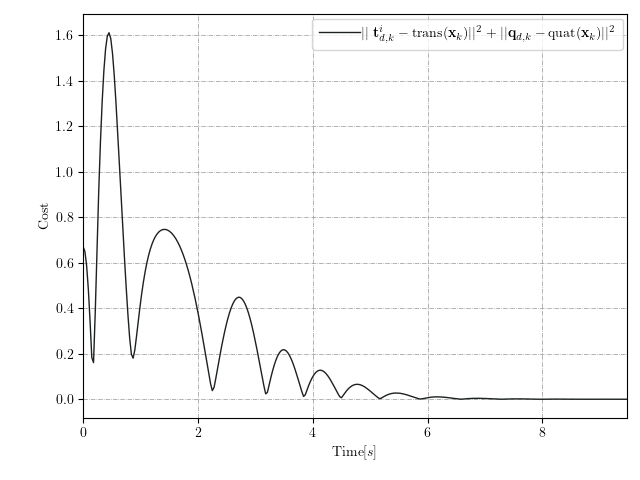 || t^i_{d,k} − trans(x_k)||² + ||q_{d,k} − quat(x_k)||²
1.6
1.4
1.2
1.0
0.8
0.6
0.4
0.2
0.0
Cost
0 2 4 6 8
Time[s]